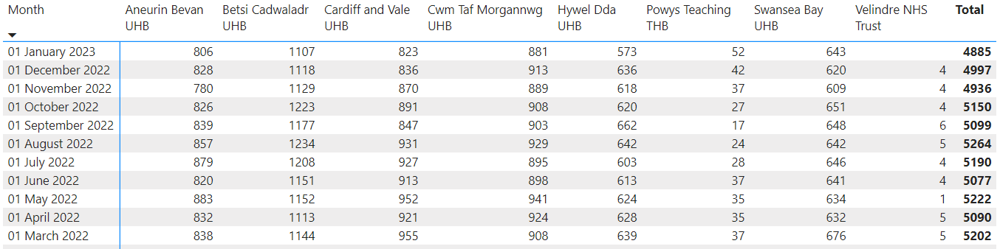 Month Aneurin Bevan UHB Betsi Cadwaladr UHB Cardiff and Vale UHB Cwm Taf Morgannwg UHB Hywel Dda UHB Powys Teaching THB Swansea Bay UHB Velindre NHS Trust Total
01 January 2023 806 1107 823 881 573 52 643 4885
01 December 2022 828 1118 836 913 636 42 620 4 4997
01 November 2022 780 1129 870 889 618 37 609 4 4936
01 October 2022 826 1223 891 908 620 27 651 4 5150
01 September 2022 839 1177 847 903 662 17 648 6 5099
01 August 2022 857 1234 931 929 642 24 642 5 5264
01 July 2022 879 1208 927 895 603 28 646 4 5190
01 June 2022 820 1151 913 898 613 37 641 4 5077
01 May 2022 883 1152 952 941 624 35 634 1 5222
01 April 2022 832 1113 921 924 628 35 632 5 5090
01 March 2022 838 1144 955 908 639 37 676 5 5202